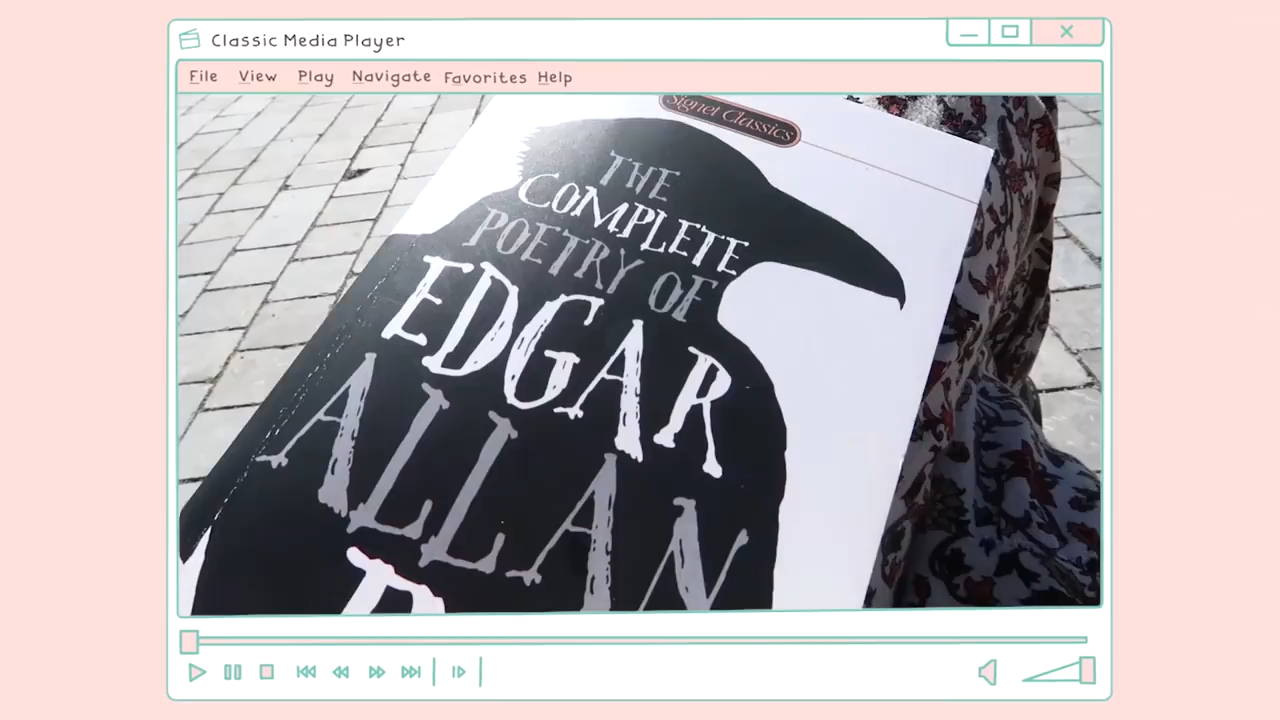 Classic Media Player
File View Play Navigate Favorites Help
Signet Classics
THE
COMPLETE
POETRY OF
EDGAR
ALLAN